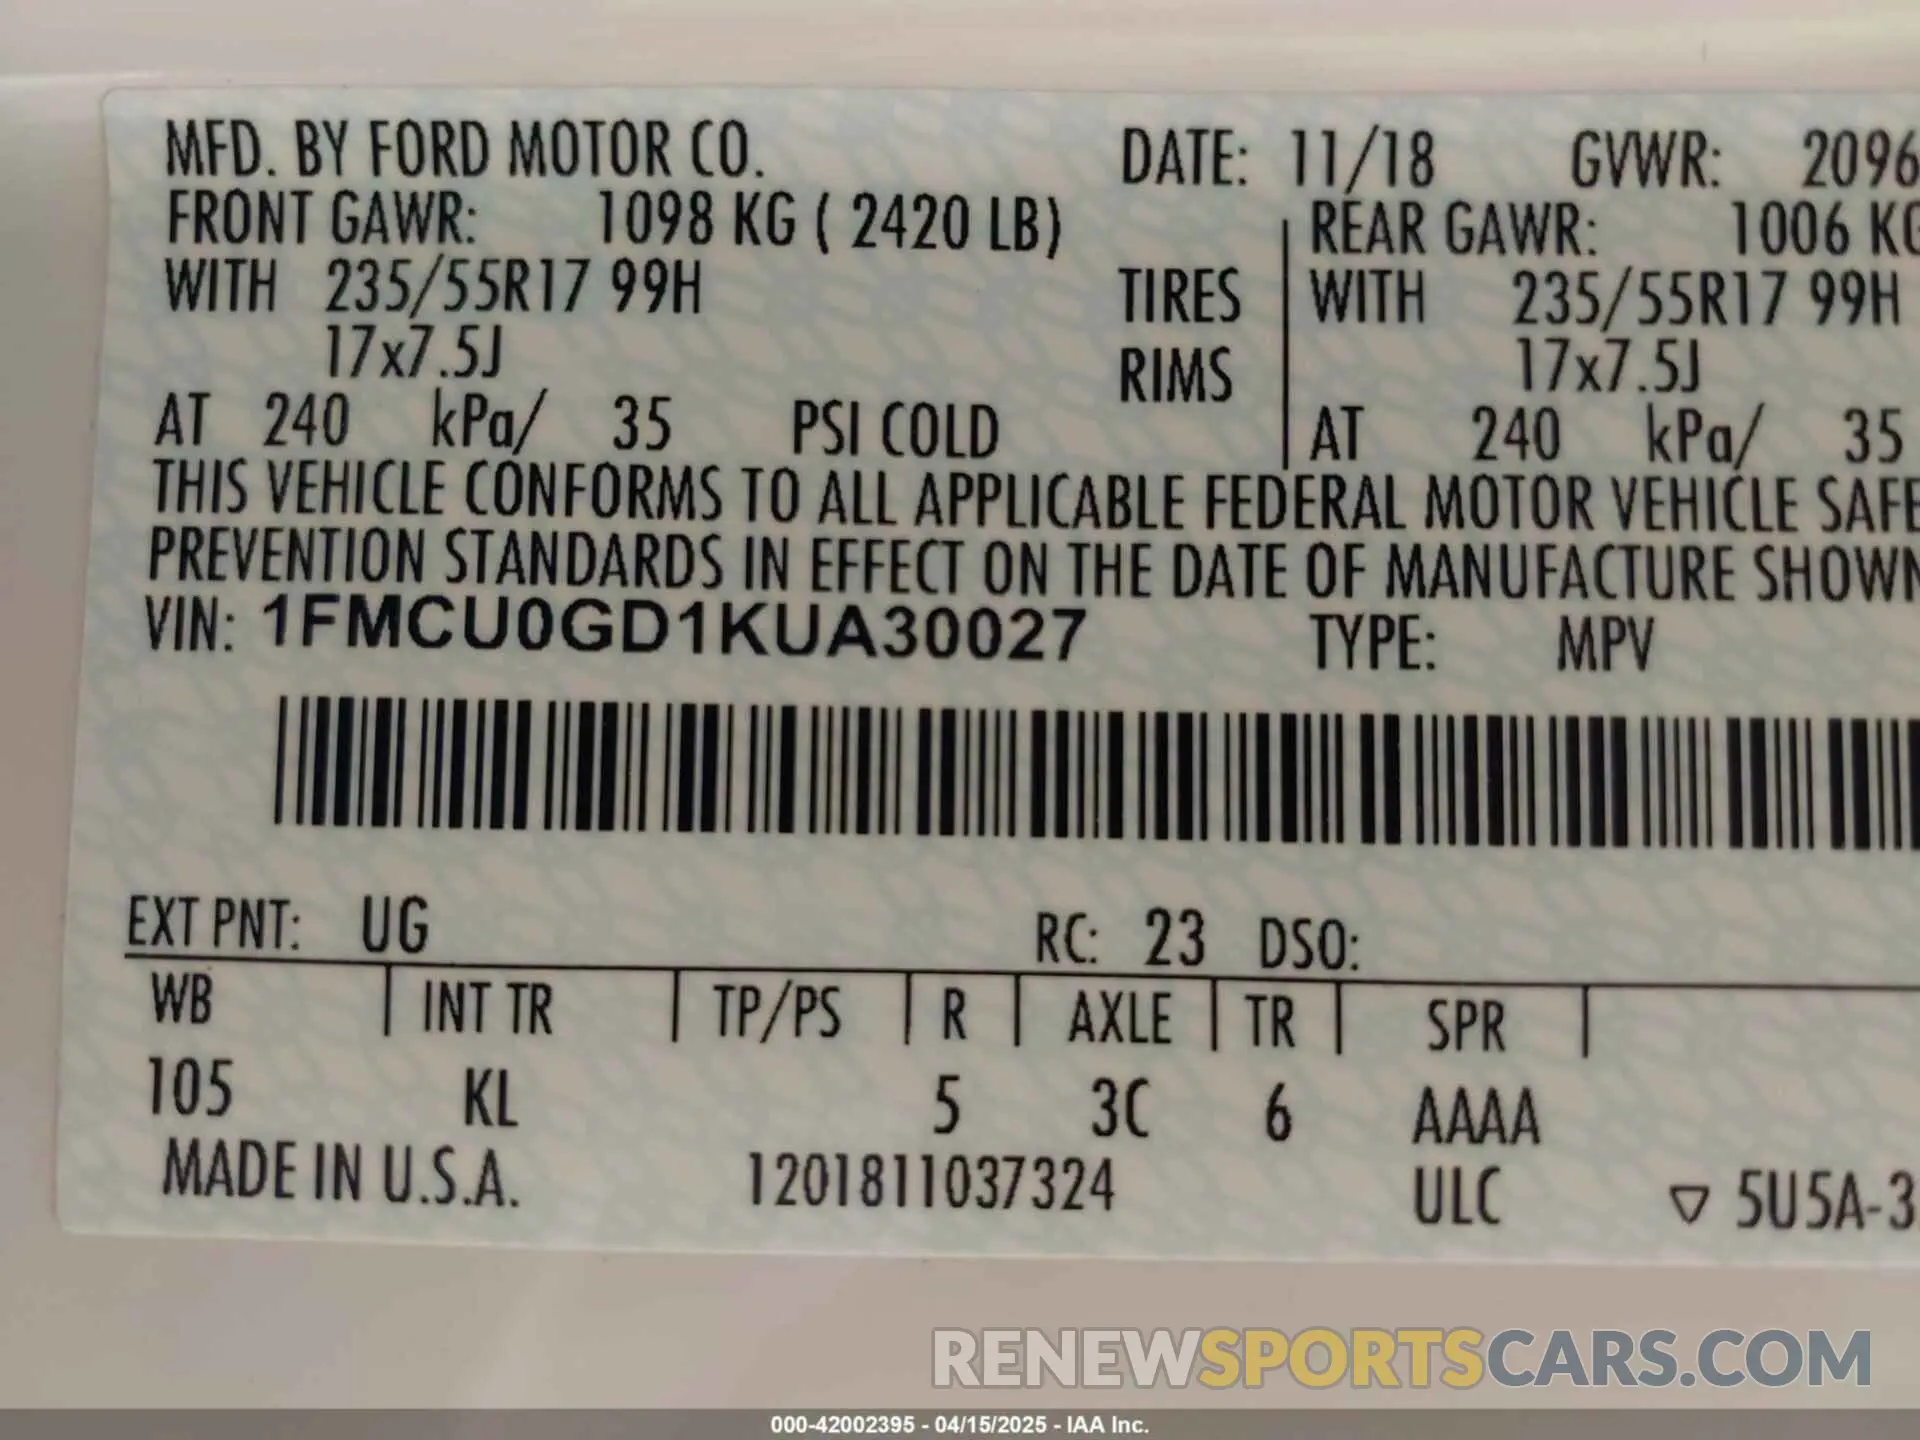 MFD. BY FORD MOTOR CO. DATE: 11/18 GVWR: 2096
FRONT GAWR: 1098 KG ( 2420 LB) REAR GAWR: 1006 KG
WITH 235/55R17 99H TIRES WITH 235/55R17 99H
17x7.5J RIMS 17x7.5J
AT 240 kPa/ 35 PSI COLD AT 240 kPa/ 35
THIS VEHICLE CONFORMS TO ALL APPLICABLE FEDERAL MOTOR VEHICLE SAFE
PREVENTION STANDARDS IN EFFECT ON THE DATE OF MANUFACTURE SHOWN
VIN: 1FMCU0GD1KUA30027 TYPE: MPV
EXT PNT: UG RC: 23 DSO:
WB INT TR TP/PS R AXLE TR SPR
105 KL 5 3C 6 AAAA
MADE IN U.S.A. 1201811037324 ULC ▽ 5U5A-3
RENEWSPORTSCARS.COM
000-42002395 - 04/15/2025 - IAA Inc.